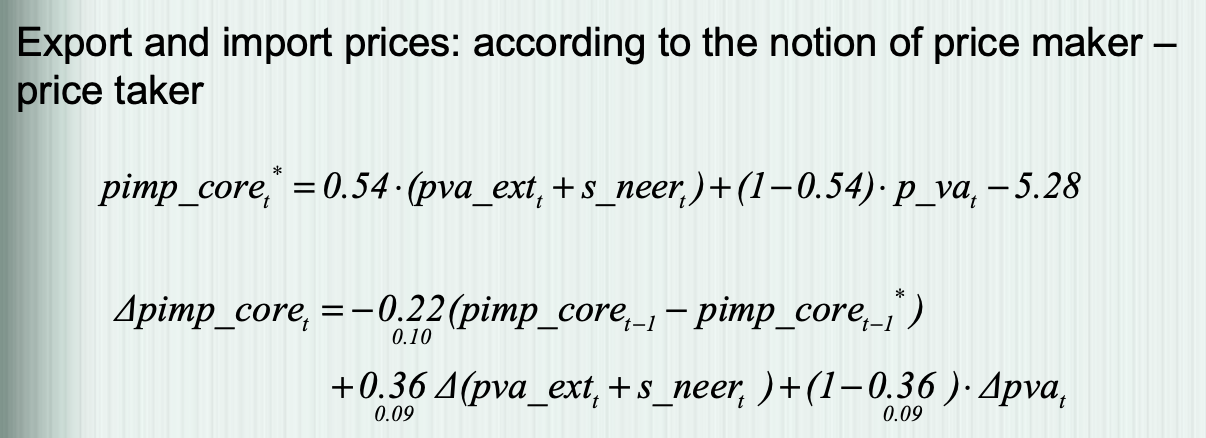 Export and import prices: according to the notion of price maker –
price taker
pimp_core_t^* = 0.54·(pva_ext_t + s_neer_t)+(1−0.54)· p_va_t − 5.28
Δpimp_core_t = −0.22(pimp_core_{t−1} − pimp_core_{t−1}^*)
0.10
+0.36 Δ(pva_ext_t + s_neer_t )+(1−0.36 )· Δpva_t
0.09 0.09